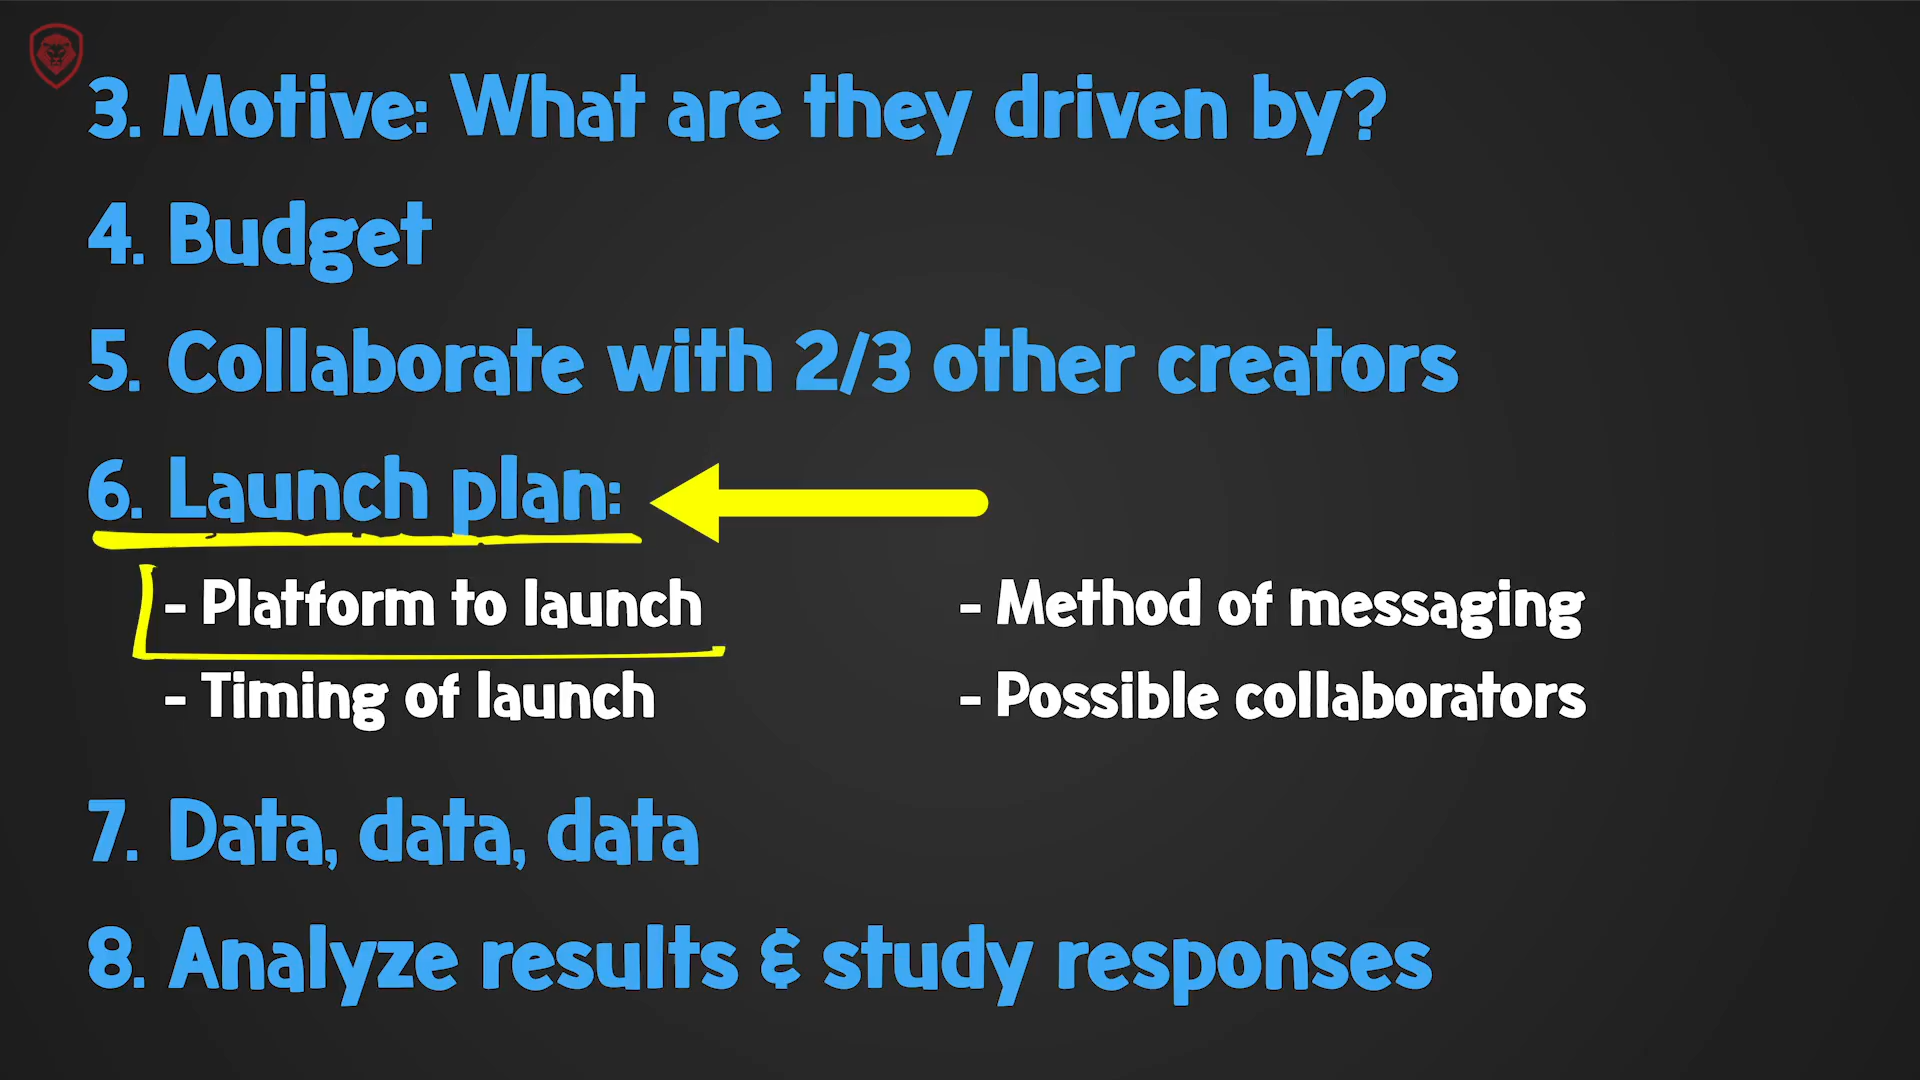 3. Motive: What are they driven by?
4. Budget
5. Collaborate with 2/3 other creators
6. Launch plan:
- Platform to launch
- Method of messaging
- Timing of launch
- Possible collaborators
7. Data, data, data
8. Analyze results & study responses